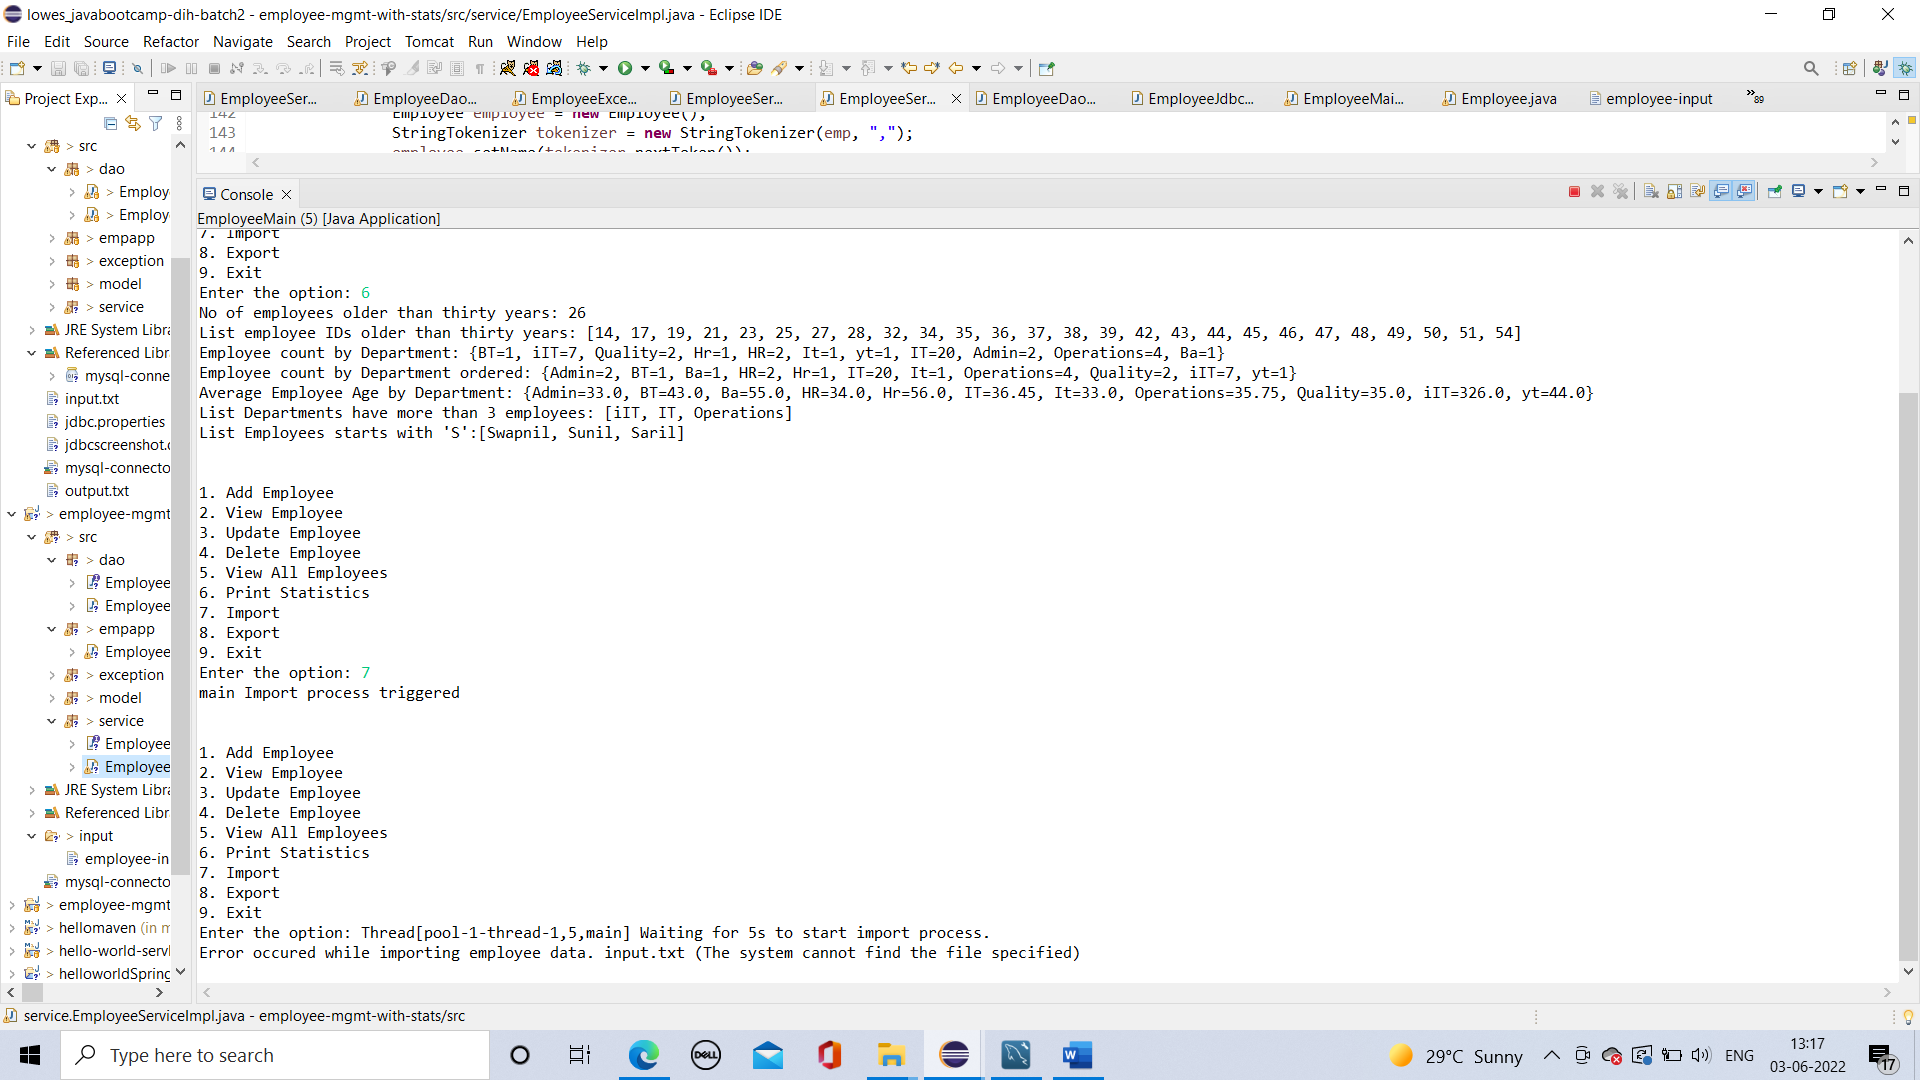 lowes_javabootcamp-dih-batch2 - employee-mgmt-with-stats/src/service/EmployeeServiceImpl.java - Eclipse IDE
File Edit Source Refactor Navigate Search Project Tomcat Run Window Help
Project Exp...
EmployeeSer... EmployeeDao... EmployeeExce... EmployeeSer... EmployeeSer... EmployeeDao... EmployeeJdbc... EmployeeMai... Employee.java employee-input »89
> src
> dao
> Employ
> Employ
> empapp
> exception
> model
> service
JRE System Libra
Referenced Libr
mysql-conne
input.txt
jdbc.properties
jdbcscreenshot.
mysql-connecto
output.txt
> employee-mgmt
> src
> dao
Employee
Employee
> empapp
Employee
> exception
> model
> service
Employee
Employee
JRE System Libra
Referenced Libr
> input
employee-in
mysql-connecto
> employee-mgmt
> hellomaven (in m
> hello-world-servl
> helloworldSpring
142 Employee employee = new Employee();
143 StringTokenizer tokenizer = new StringTokenizer(emp, ",");
144 employee.setName(tokenizer.nextToken());
Console
EmployeeMain (5) [Java Application]
7. Import
8. Export
9. Exit
Enter the option: 6
No of employees older than thirty years: 26
List employee IDs older than thirty years: [14, 17, 19, 21, 23, 25, 27, 28, 32, 34, 35, 36, 37, 38, 39, 42, 43, 44, 45, 46, 47, 48, 49, 50, 51, 54]
Employee count by Department: {BT=1, iIT=7, Quality=2, Hr=1, HR=2, It=1, yt=1, IT=20, Admin=2, Operations=4, Ba=1}
Employee count by Department ordered: {Admin=2, BT=1, Ba=1, HR=2, Hr=1, IT=20, It=1, Operations=4, Quality=2, iIT=7, yt=1}
Average Employee Age by Department: {Admin=33.0, BT=43.0, Ba=55.0, HR=34.0, Hr=56.0, IT=36.45, It=33.0, Operations=35.75, Quality=35.0, iIT=326.0, yt=44.0}
List Departments have more than 3 employees: [iIT, IT, Operations]
List Employees starts with 'S':[Swapnil, Sunil, Saril]
1. Add Employee
2. View Employee
3. Update Employee
4. Delete Employee
5. View All Employees
6. Print Statistics
7. Import
8. Export
9. Exit
Enter the option: 7
main Import process triggered
1. Add Employee
2. View Employee
3. Update Employee
4. Delete Employee
5. View All Employees
6. Print Statistics
7. Import
8. Export
9. Exit
Enter the option: Thread[pool-1-thread-1,5,main] Waiting for 5s to start import process.
Error occured while importing employee data. input.txt (The system cannot find the file specified)
service.EmployeeServiceImpl.java - employee-mgmt-with-stats/src
Type here to search
DELL
W
29°C Sunny
ENG
13:17
03-06-2022
17